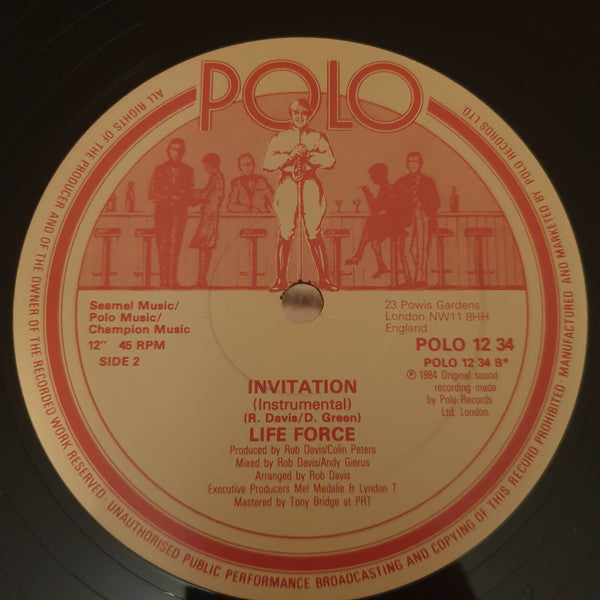 POLO
ALL RIGHTS OF THE PRODUCER AND OF THE OWNER OF THE RECORDED WORK RESERVED. UNAUTHORISED PUBLIC PERFORMANCE BROADCASTING AND COPYING OF THIS RECORD PROHIBITED MANUFACTURED AND MARKETED BY POLO RECORDS LTD.
Seamel Music/
Polo Music/
Champion Music
12" 45 RPM
SIDE 2
23 Powis Gardens
London NW11 8HH
England
POLO 12 34
POLO 12 34 B*
℗ 1984 Original sound
recording made
by Polo Records
Ltd. London.
INVITATION
(Instrumental)
(R. Davis/D. Green)
LIFE FORCE
Produced by Rob Davis/Colin Peters
Mixed by Rob Davis/Andy Gierus
Arranged by Rob Davis
Executive Producers Mel Medalie & Lyndon T
Mastered by Tony Bridge at PRT